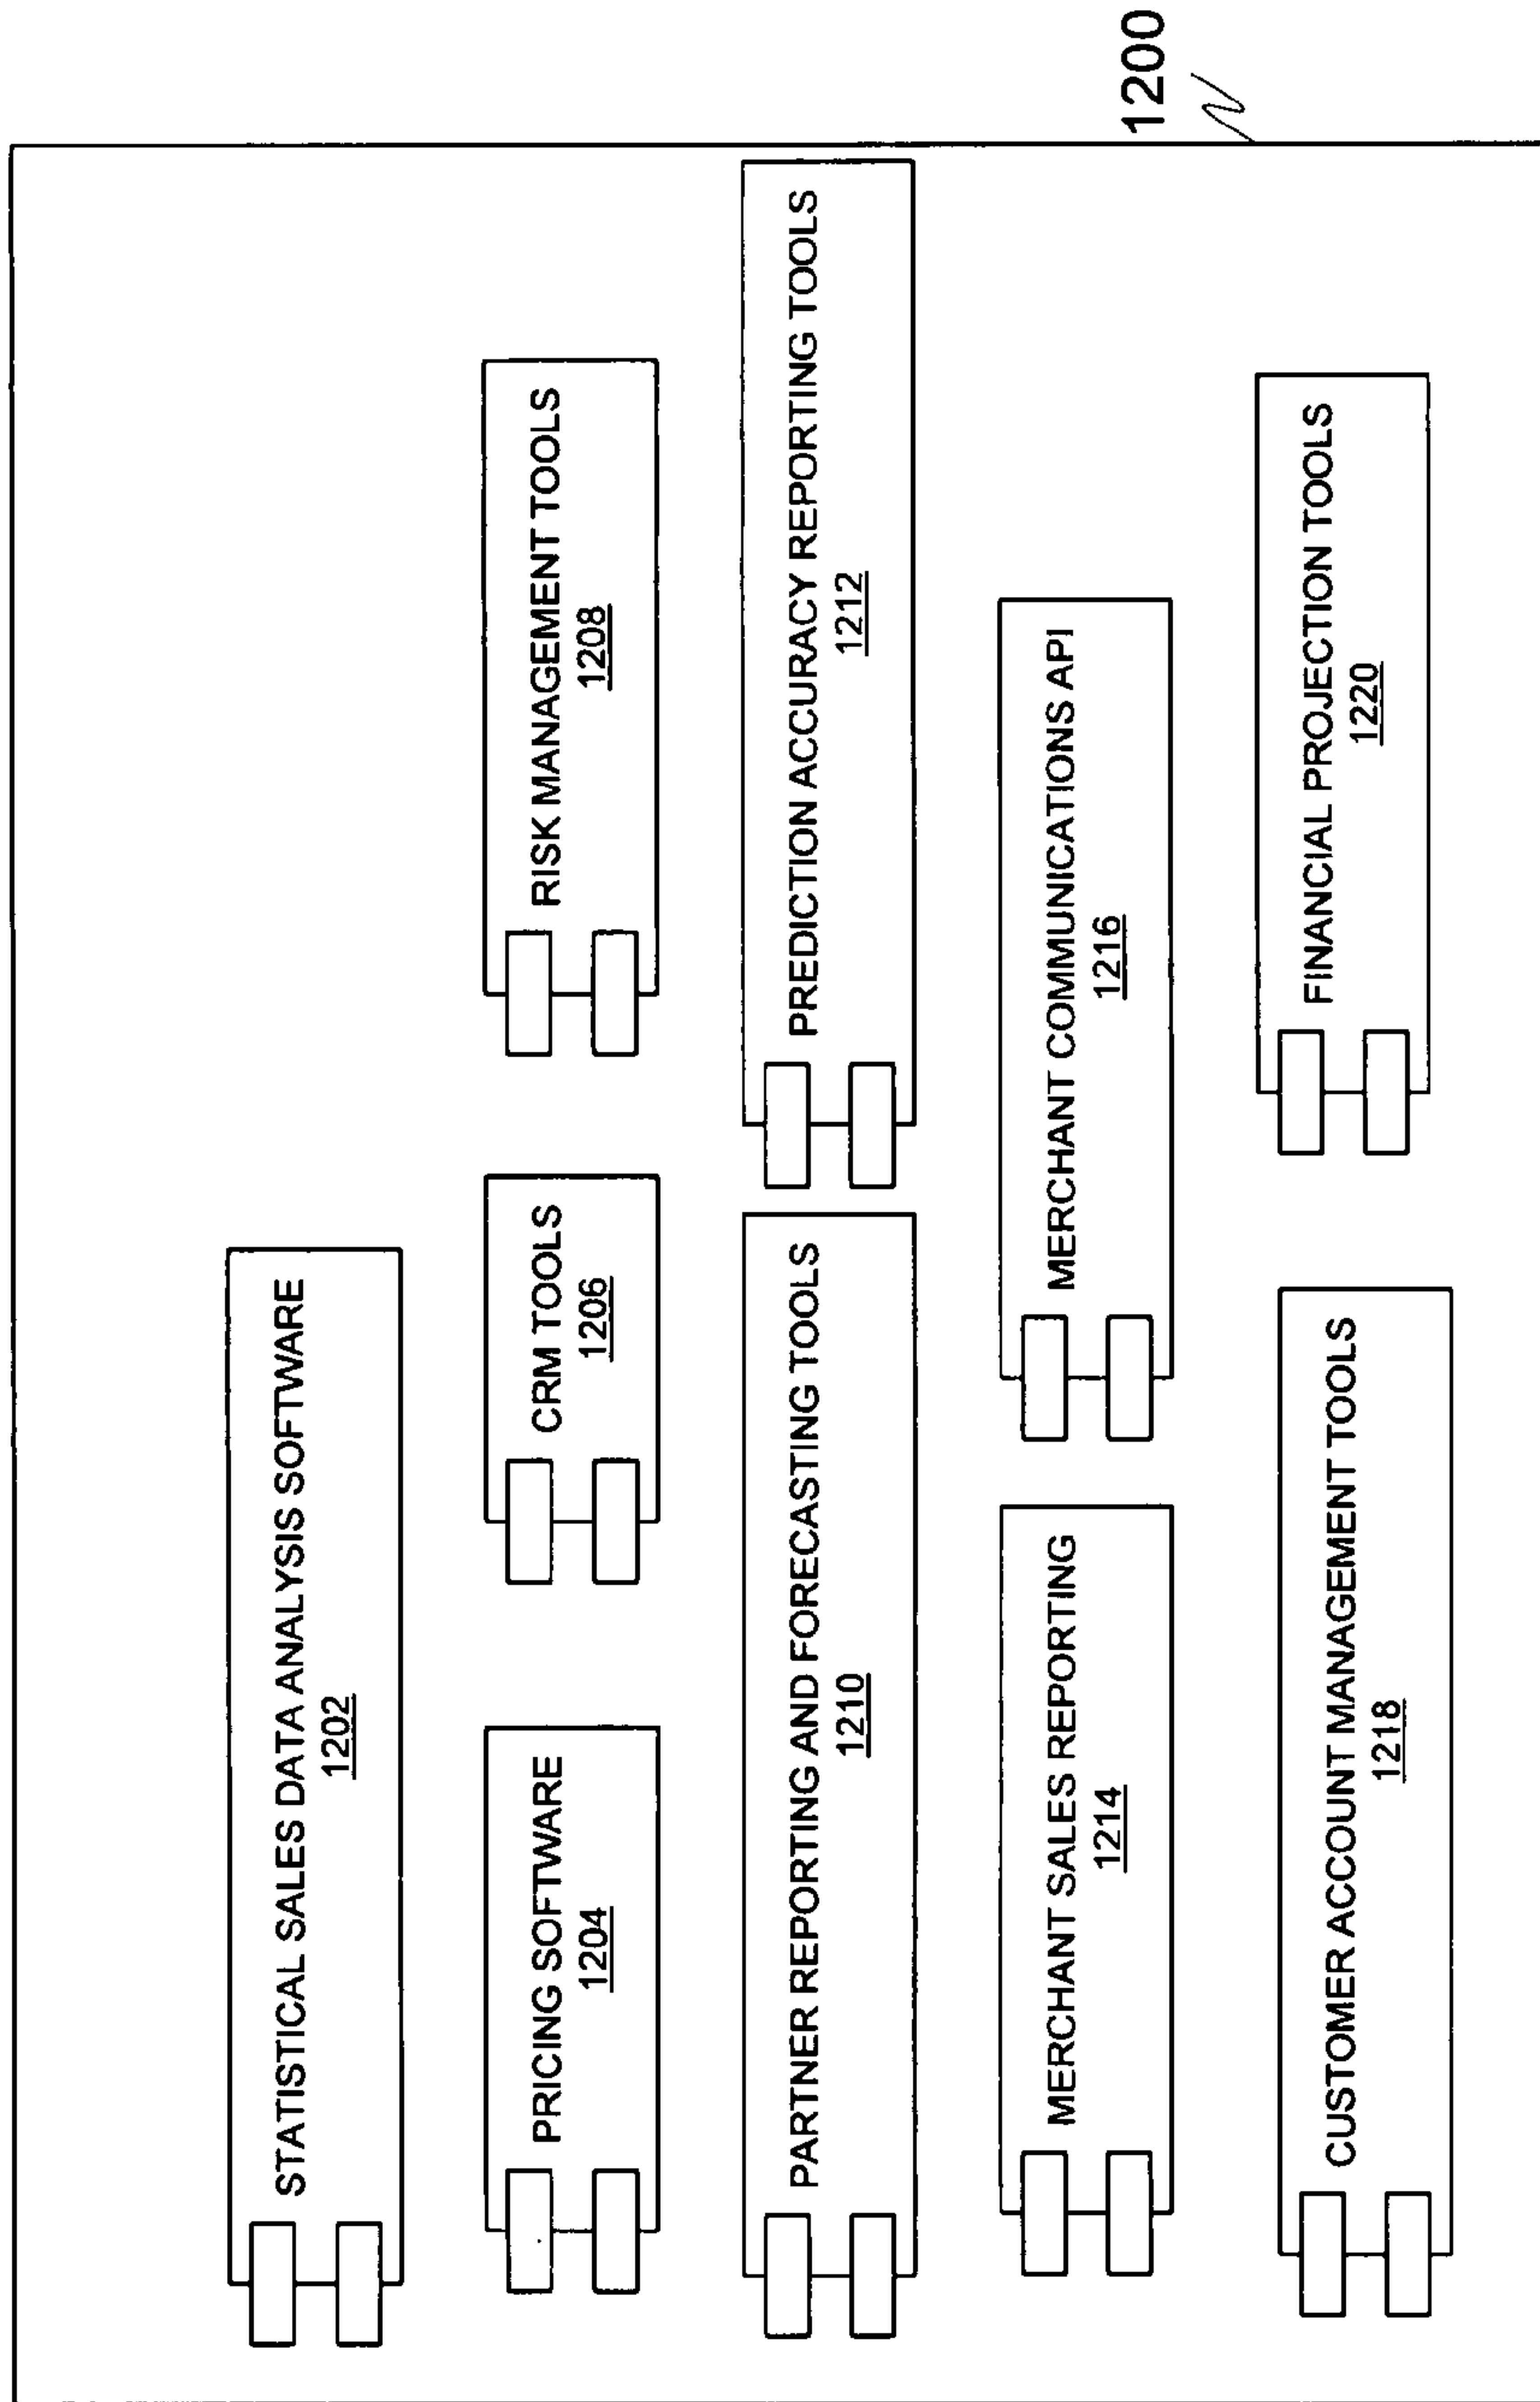 STATISTICAL SALES DATA ANALYSIS SOFTWARE
1202
PRICING SOFTWARE
1204
CRM TOOLS
1206
RISK MANAGEMENT TOOLS
1208
PARTNER REPORTING AND FORECASTING TOOLS
1210
PREDICTION ACCURACY REPORTING TOOLS
1212
MERCHANT SALES REPORTING
1214
MERCHANT COMMUNICATIONS API
1216
CUSTOMER ACCOUNT MANAGEMENT TOOLS
1218
FINANCIAL PROJECTION TOOLS
1220
1200